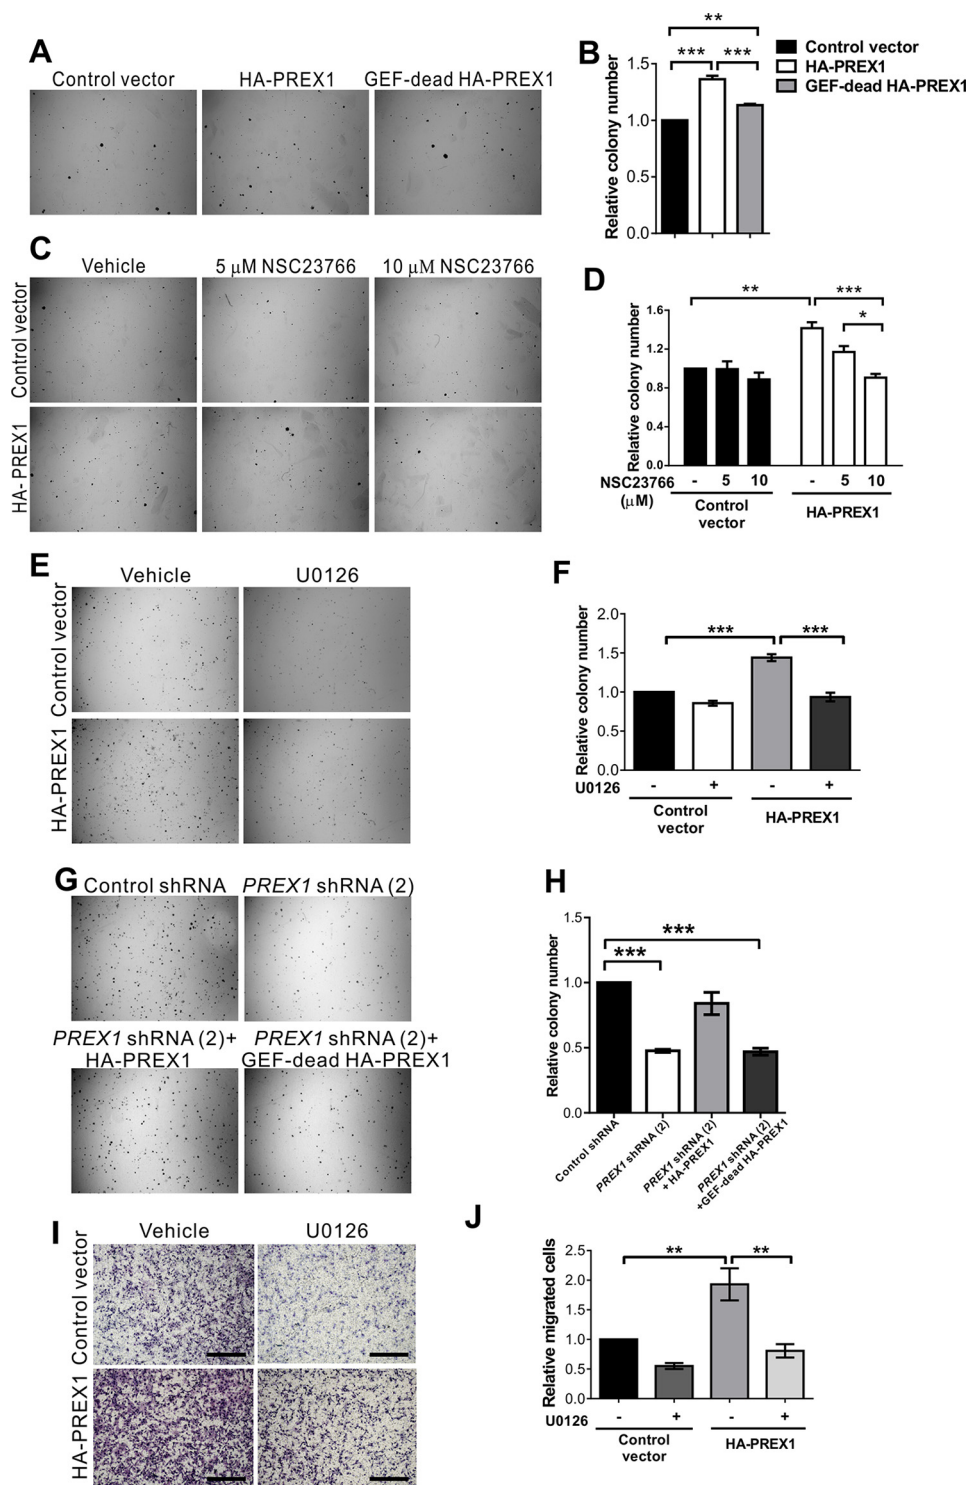 A
Control vector
HA-PREX1
GEF-dead HA-PREX1
B
**
***
***
Relative colony number
1.5
1.0
0.5
0.0
Control vector
HA-PREX1
GEF-dead HA-PREX1
C
Vehicle
5 μM NSC23766
10 μM NSC23766
Control vector
HA- PREX1
D
**
***
*
Relative colony number
1.6
1.2
0.8
0.4
0.0
NSC23766
(μM)
- 5 10 - 5 10
Control
vector
HA-PREX1
E
Vehicle
U0126
Control vector
HA-PREX1
F
***
***
Relative colony number
2.0
1.5
1.0
0.5
0.0
U0126 - + - +
Control
vector
HA-PREX1
G
Control shRNA
PREX1 shRNA (2)
PREX1 shRNA (2)+
HA-PREX1
PREX1 shRNA (2)+
GEF-dead HA-PREX1
H
***
***
Relative colony number
1.5
1.0
0.5
0.0
Control shRNA
PREX1 shRNA (2)
PREX1 shRNA (2)
+ HA-PREX1
PREX1 shRNA (2)
+GEF-dead HA-PREX1
I
Vehicle
U0126
Control vector
HA-PREX1
J
**
**
Relative migrated cells
2.5
2.0
1.5
1.0
0.5
0.0
U0126 - + - +
Control
vector
HA-PREX1